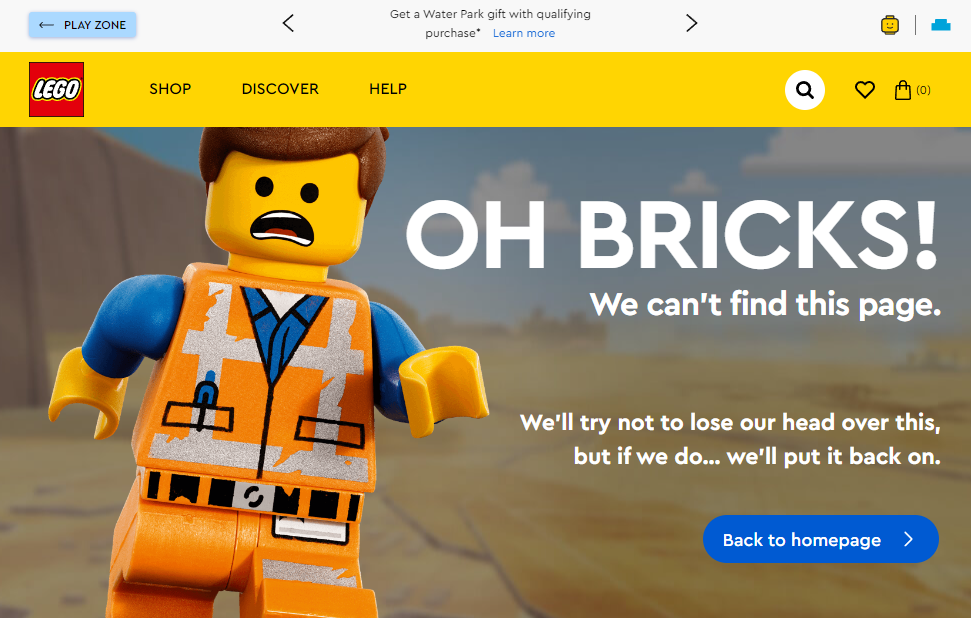 PLAY ZONE
Get a Water Park gift with qualifying
purchase* Learn more
LEGO
SHOP
DISCOVER
HELP
(0)
OH BRICKS!
We can't find this page.
We'll try not to lose our head over this,
but if we do... we'll put it back on.
Back to homepage